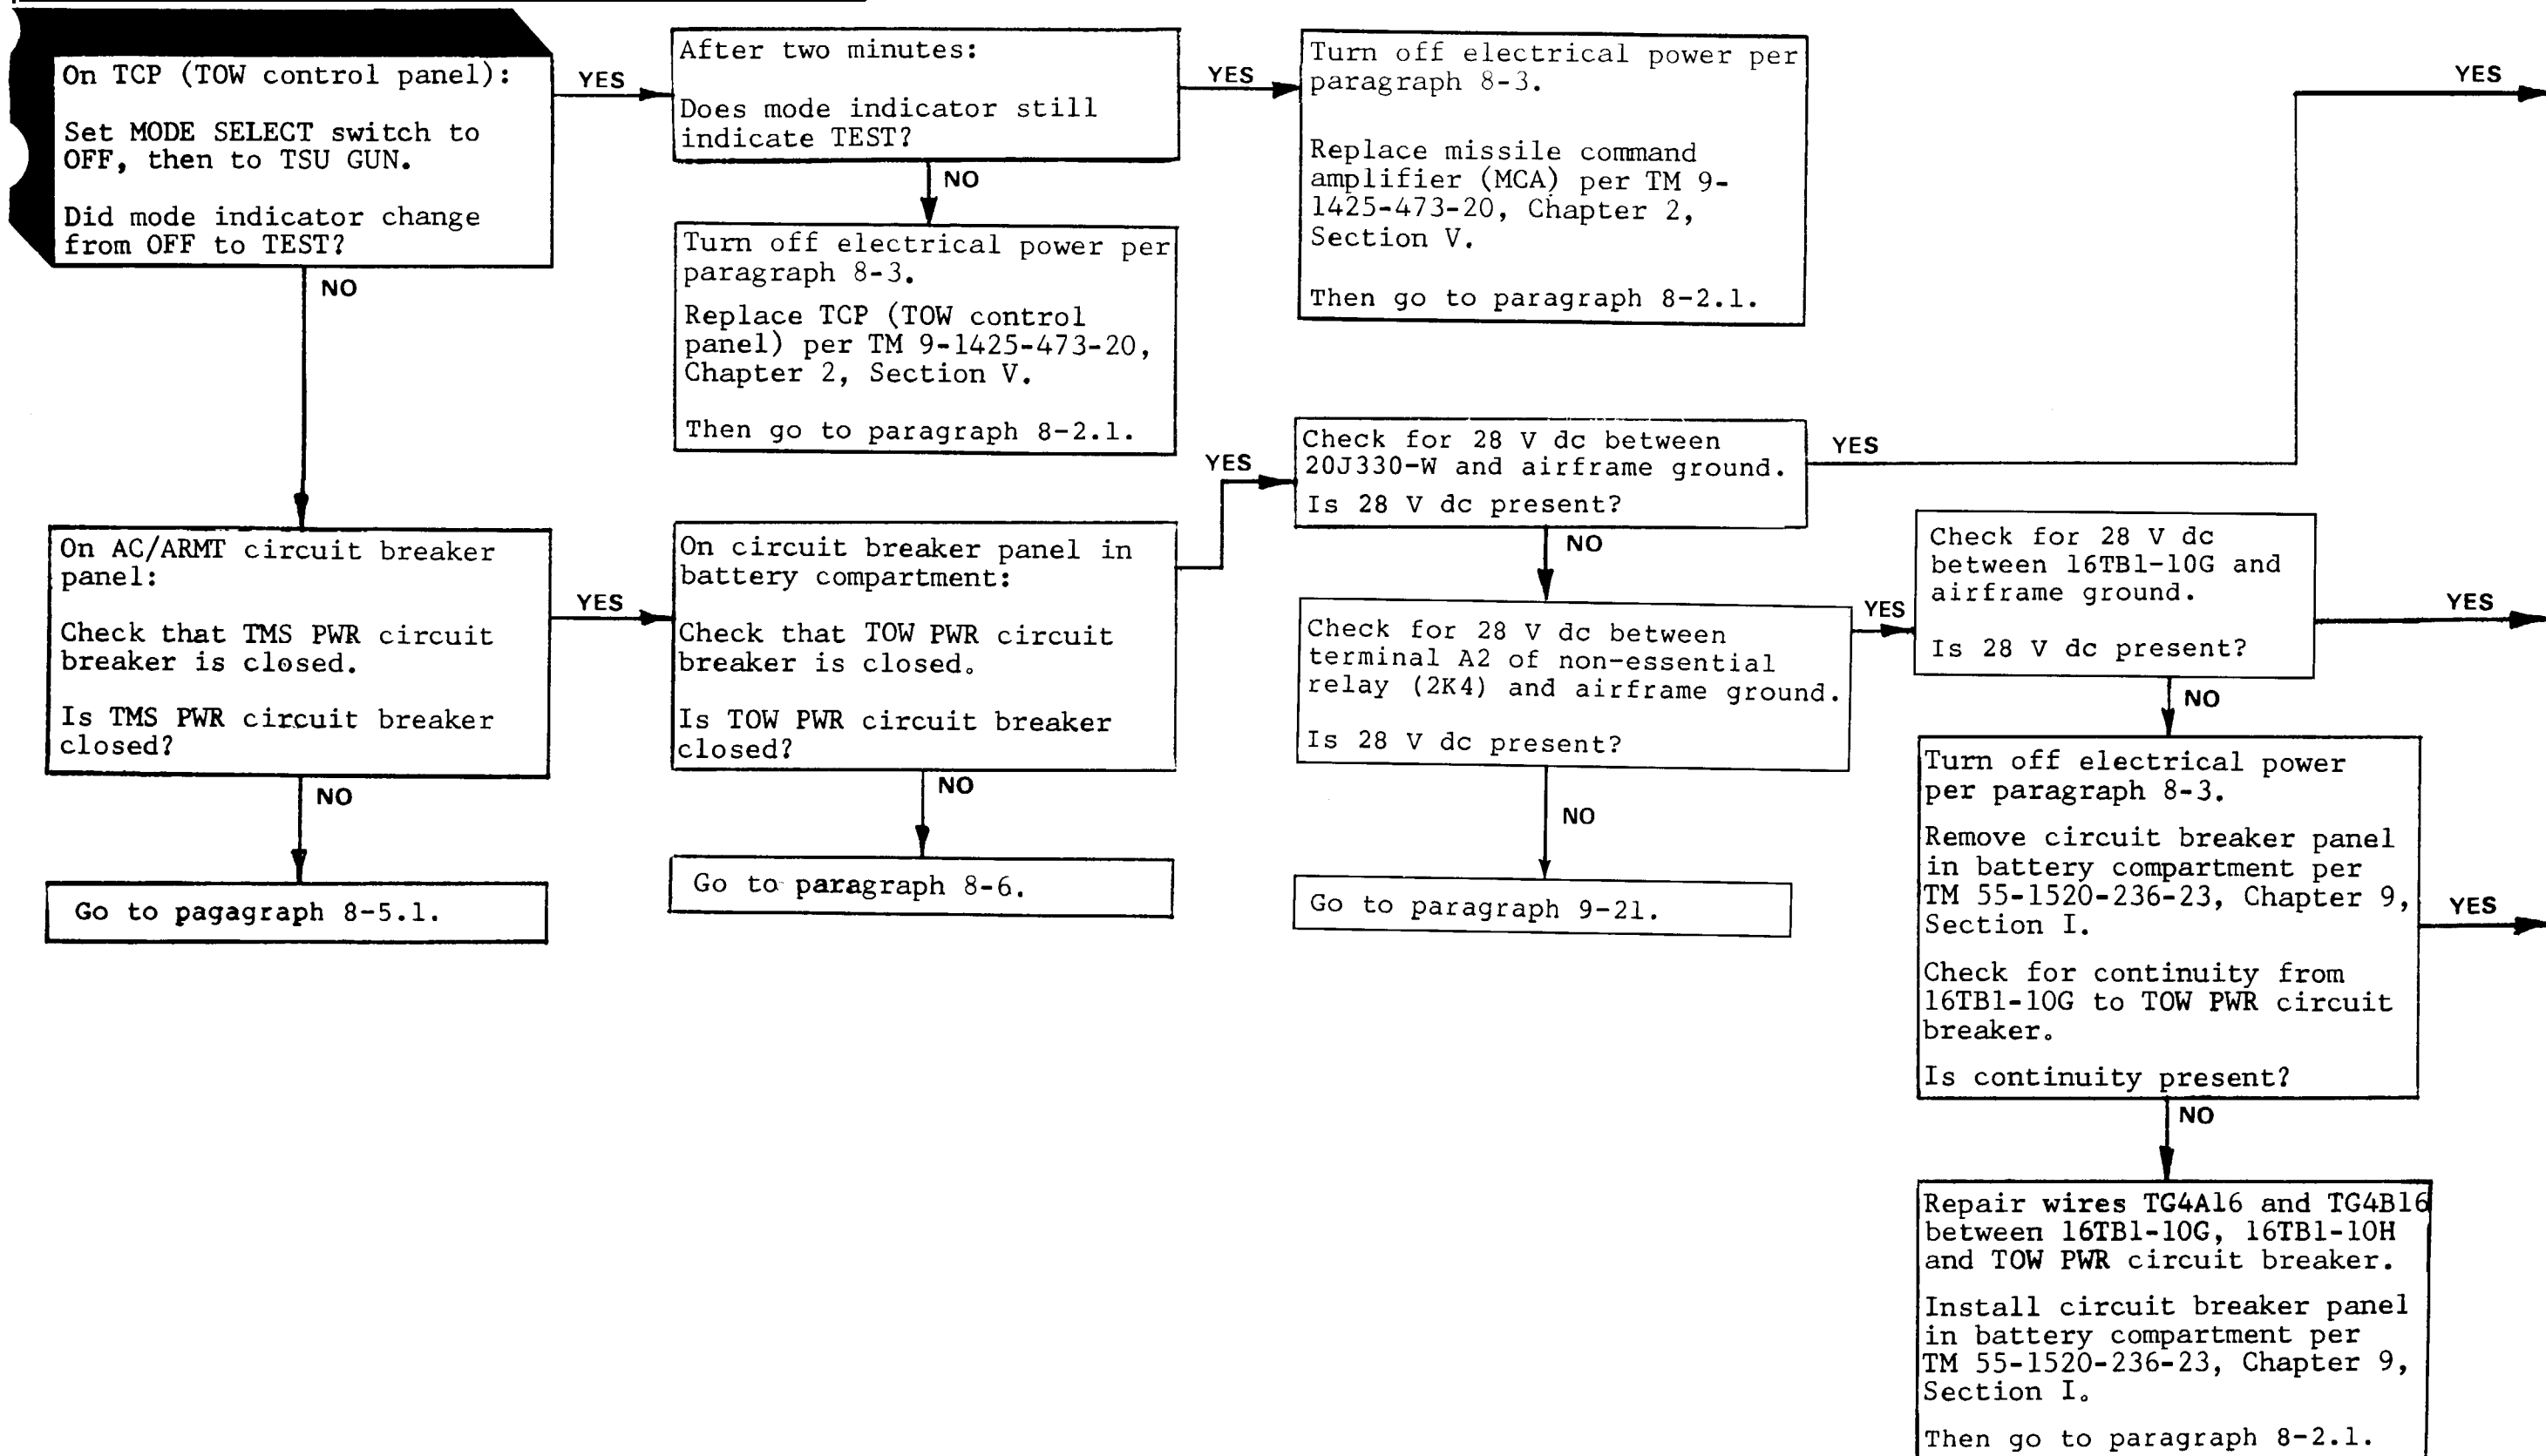 On TCP (TOW control panel):
Set MODE SELECT switch to
OFF, then to TSU GUN.
Did mode indicator change
from OFF to TEST?
YES
NO
After two minutes:
Does mode indicator still
indicate TEST?
YES
NO
Turn off electrical power per
paragraph 8-3.
Replace missile command
amplifier (MCA) per TM 9-
1425-473-20, Chapter 2,
Section V.
Then go to paragraph 8-2.1.
Turn off electrical power per
paragraph 8-3.
Replace TCP (TOW control
panel) per TM 9-1425-473-20,
Chapter 2, Section V.
Then go to paragraph 8-2.1.
On AC/ARMT circuit breaker
panel:
Check that TMS PWR circuit
breaker is closed.
Is TMS PWR circuit breaker
closed?
YES
NO
Go to pagagraph 8-5.1.
On circuit breaker panel in
battery compartment:
Check that TOW PWR circuit
breaker is closed.
Is TOW PWR circuit breaker
closed?
YES
NO
Go to paragraph 8-6.
Check for 28 V dc between
20J330-W and airframe ground.
Is 28 V dc present?
YES
YES
NO
Check for 28 V dc between
terminal A2 of non-essential
relay (2K4) and airframe ground.
Is 28 V dc present?
YES
NO
Go to paragraph 9-21.
Check for 28 V dc
between 16TB1-10G and
airframe ground.
Is 28 V dc present?
YES
NO
Turn off electrical power
per paragraph 8-3.
Remove circuit breaker panel
in battery compartment per
TM 55-1520-236-23, Chapter 9,
Section I.
Check for continuity from
16TB1-10G to TOW PWR circuit
breaker.
Is continuity present?
YES
NO
Repair wires TG4A16 and TG4B16
between 16TB1-10G, 16TB1-10H
and TOW PWR circuit breaker.
Install circuit breaker panel
in battery compartment per
TM 55-1520-236-23, Chapter 9,
Section I.
Then go to paragraph 8-2.1.